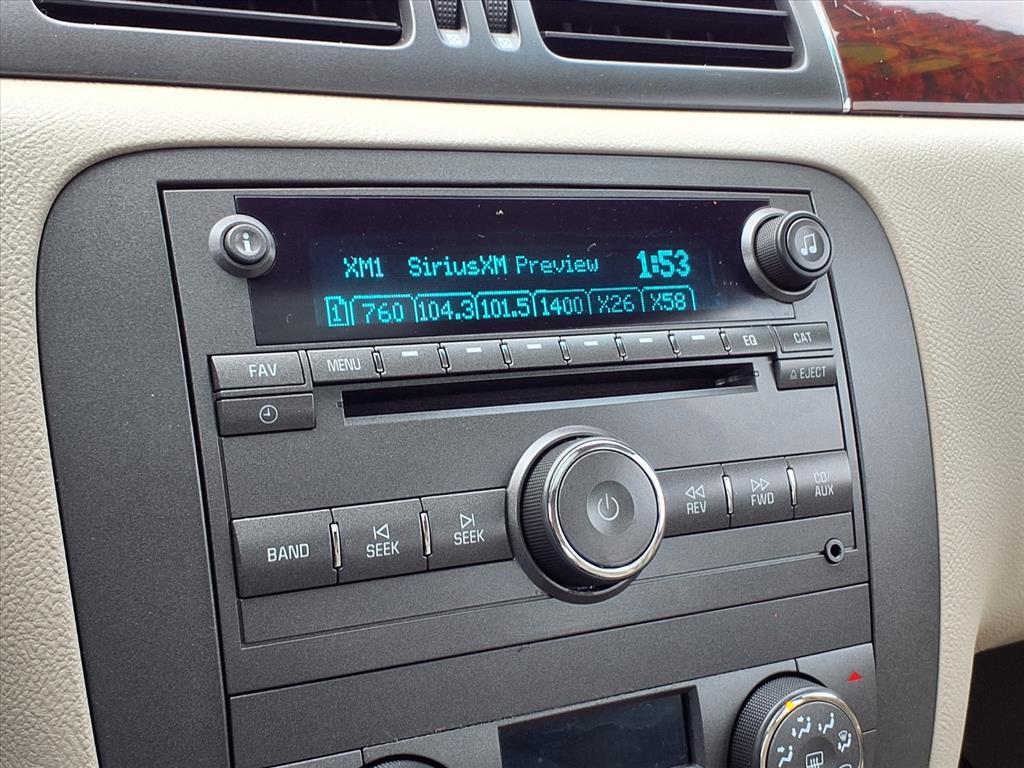 XM1 SiriusXM Preview 1:53
1 760 104.3 101.5 1400 X26 X58
FAV MENU EQ CAT
EJECT
BAND SEEK SEEK REV FWD CD/
AUX